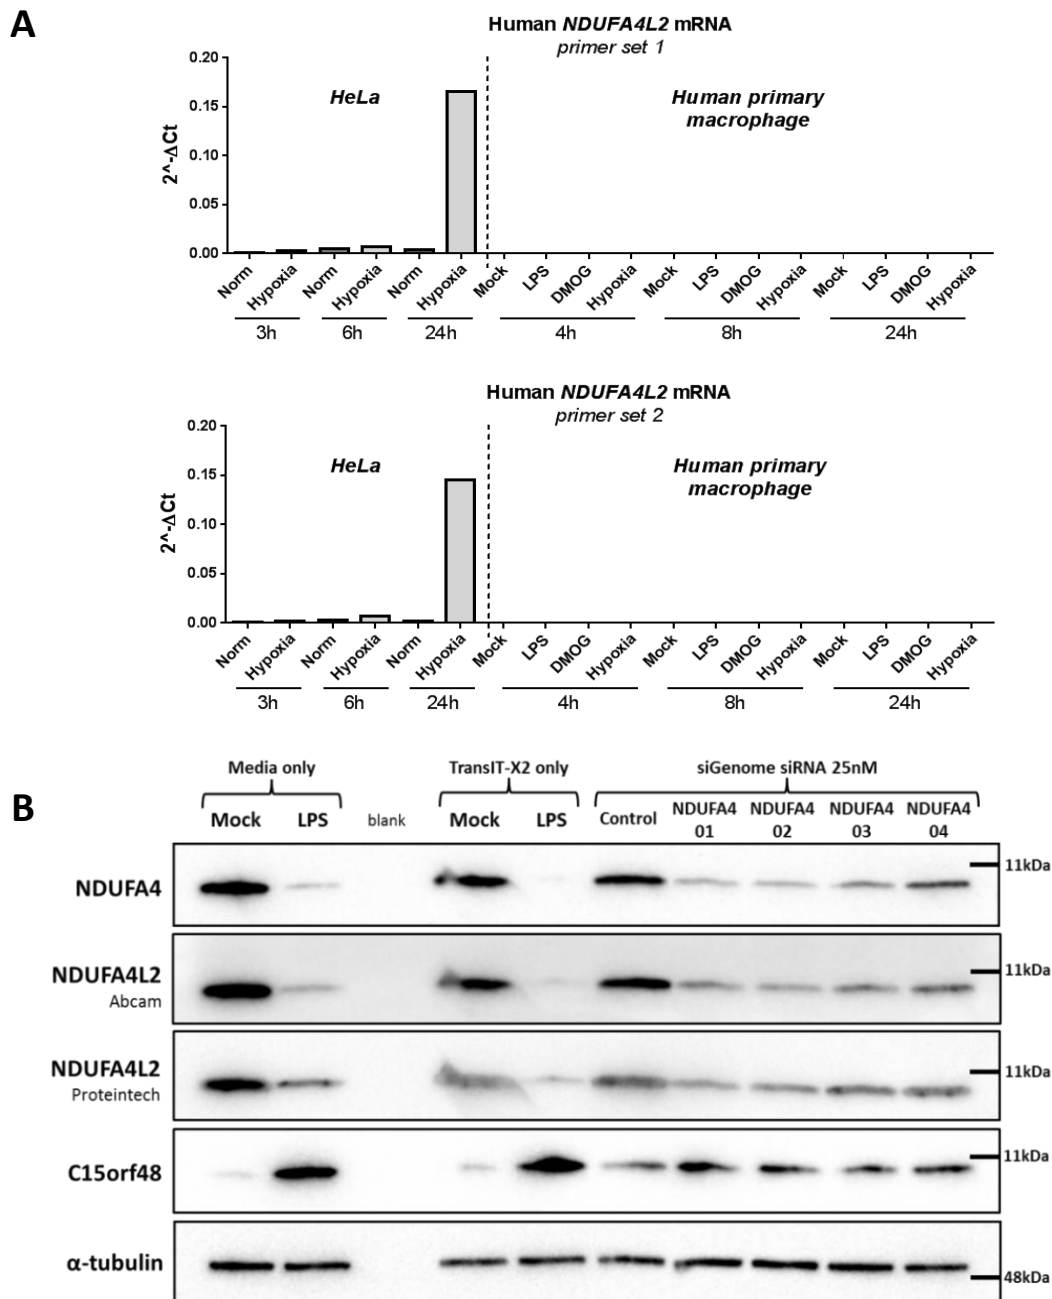 A
Human NDUFA4L2 mRNA
primer set 1
0.20
0.15
0.10
0.05
0.00
2^-ΔCt
HeLa
Human primary
macrophage
Norm Hypoxia Norm Hypoxia Norm Hypoxia Mock LPS DMOG Hypoxia Mock LPS DMOG Hypoxia Mock LPS DMOG Hypoxia
3h 6h 24h 4h 8h 24h
Human NDUFA4L2 mRNA
primer set 2
0.20
0.15
0.10
0.05
0.00
2^-ΔCt
HeLa
Human primary
macrophage
Norm Hypoxia Norm Hypoxia Norm Hypoxia Mock LPS DMOG Hypoxia Mock LPS DMOG Hypoxia Mock LPS DMOG Hypoxia
3h 6h 24h 4h 8h 24h
B
Media only TransIT-X2 only siGenome siRNA 25nM
Mock LPS blank Mock LPS Control NDUFA4 NDUFA4 NDUFA4 NDUFA4
01 02 03 04
NDUFA4 11kDa
NDUFA4L2 11kDa
Abcam
NDUFA4L2 11kDa
Proteintech
C15orf48 11kDa
α-tubulin 48kDa